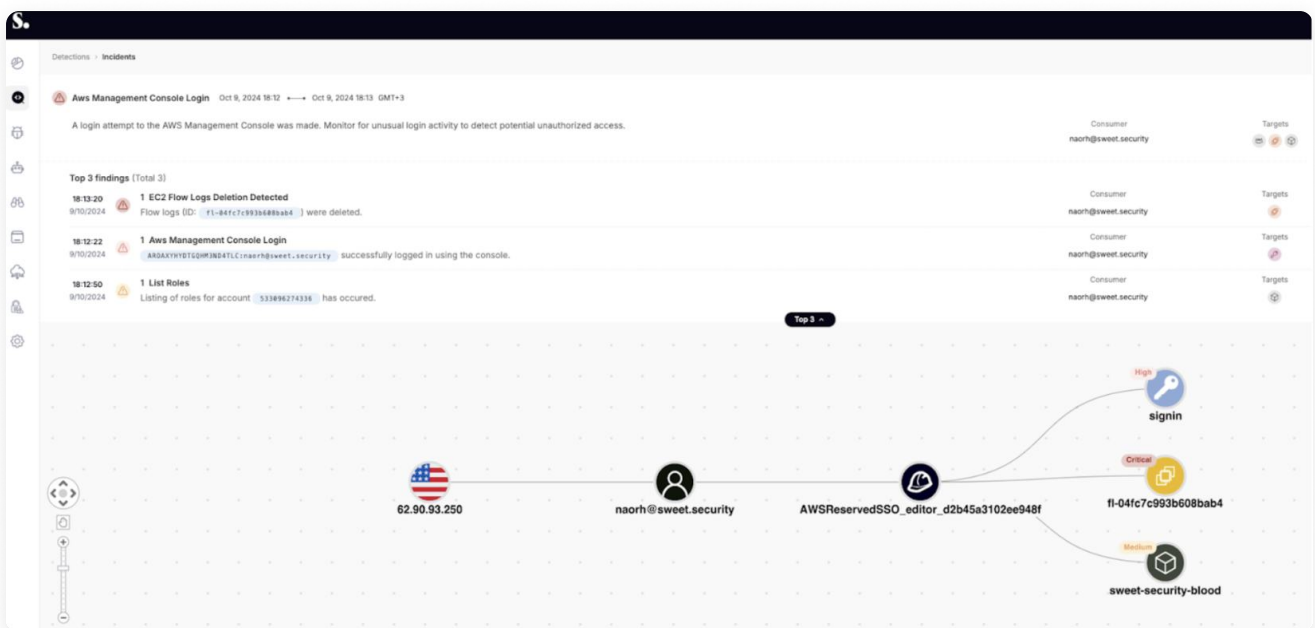 S.
Detections > Incidents
Aws Management Console Login Oct 9, 2024 18:12 Oct 9, 2024 18:13 GMT+3
A login attempt to the AWS Management Console was made. Monitor for unusual login activity to detect potential unauthorized access.
Consumer
naorh@sweet.security
Targets
Top 3 findings (Total 3)
18:13:20
9/10/2024
1 EC2 Flow Logs Deletion Detected
Flow logs (ID: fl-04fc7c993b608bab4 ) were deleted.
Consumer
naorh@sweet.security
Targets
18:12:22
9/10/2024
1 Aws Management Console Login
AROAXYHYDTGQHM3ND4TLC:naorh@sweet.security successfully logged in using the console.
Consumer
naorh@sweet.security
Targets
18:12:50
9/10/2024
1 List Roles
Listing of roles for account 533096274336 has occured.
Consumer
naorh@sweet.security
Targets
Top 3
High
signin
Critical
fl-04fc7c993b608bab4
62.90.93.250
naorh@sweet.security
AWSReservedSSO_editor_d2b45a3102ee948f
Medium
sweet-security-blood